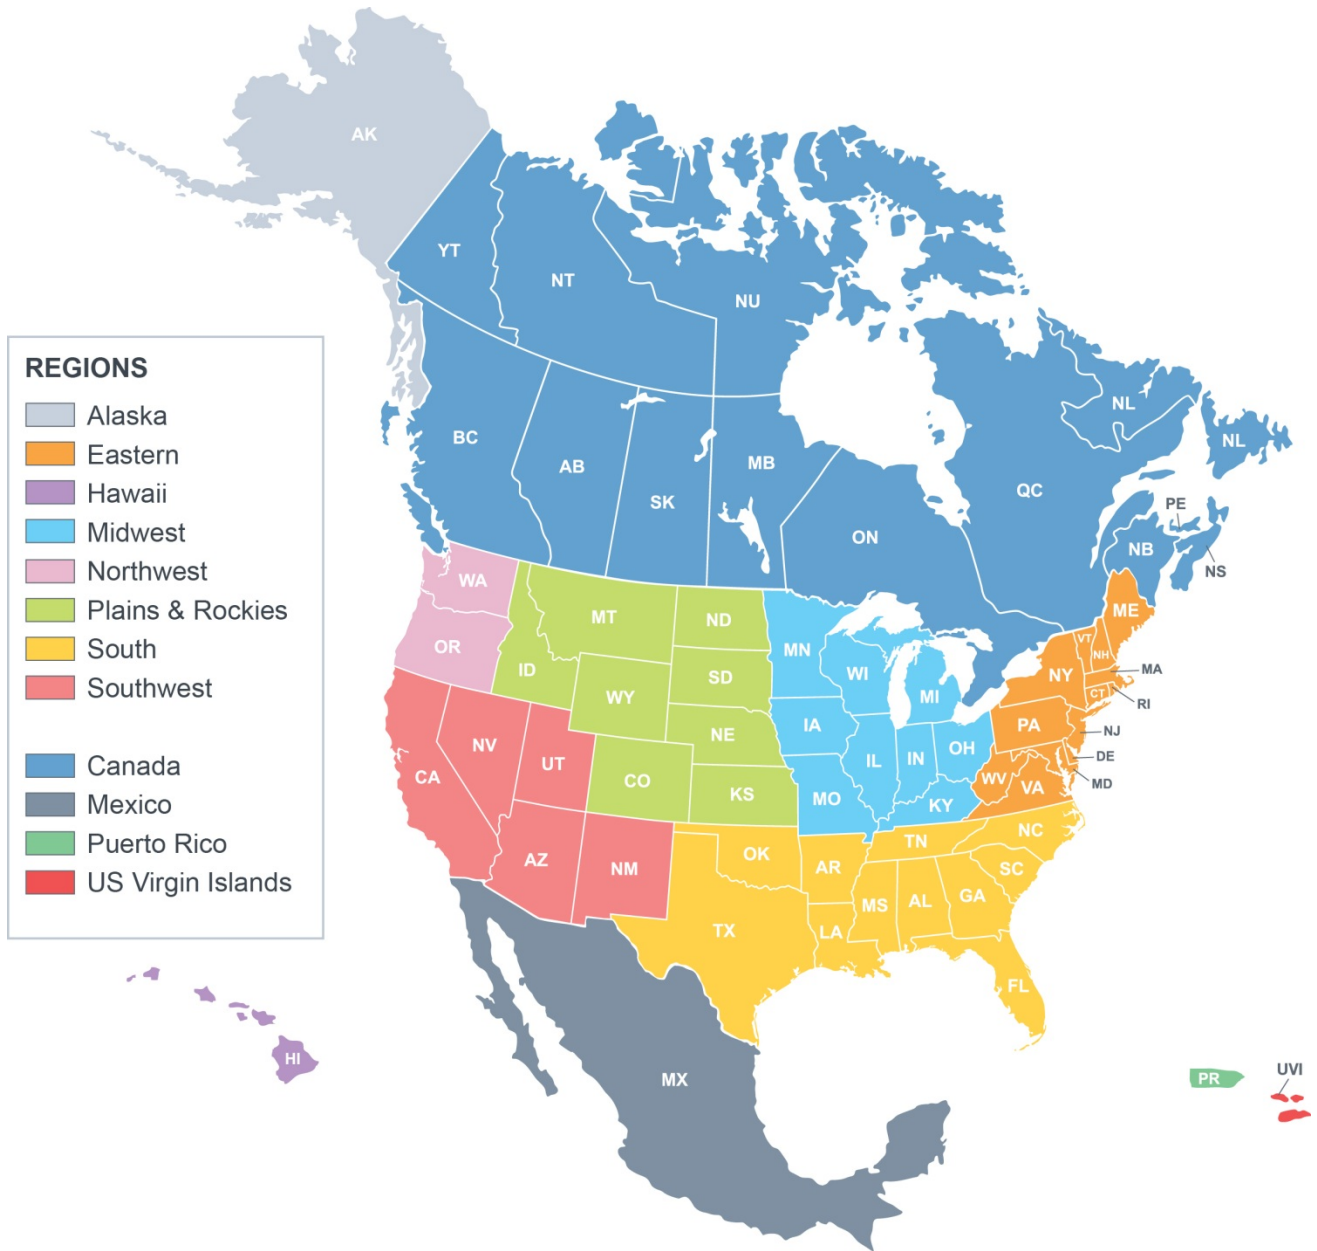 AK
YT
NT
NU
REGIONS
Alaska
Eastern
Hawaii
Midwest
Northwest
Plains & Rockies
South
Southwest
Canada
Mexico
Puerto Rico
US Virgin Islands
BC
AB
SK
MB
ON
QC
NL
NL
PE
NB
NS
WA
OR
MT
ID
WY
ND
SD
NE
CO
KS
MN
WI
MI
IA
IL
IN
OH
MO
KY
ME
VT
NH
NY
MA
CT
RI
PA
NJ
DE
MD
WV
VA
CA
NV
UT
AZ
NM
OK
TX
AR
LA
TN
NC
SC
MS
AL
GA
FL
HI
MX
PR
UVI